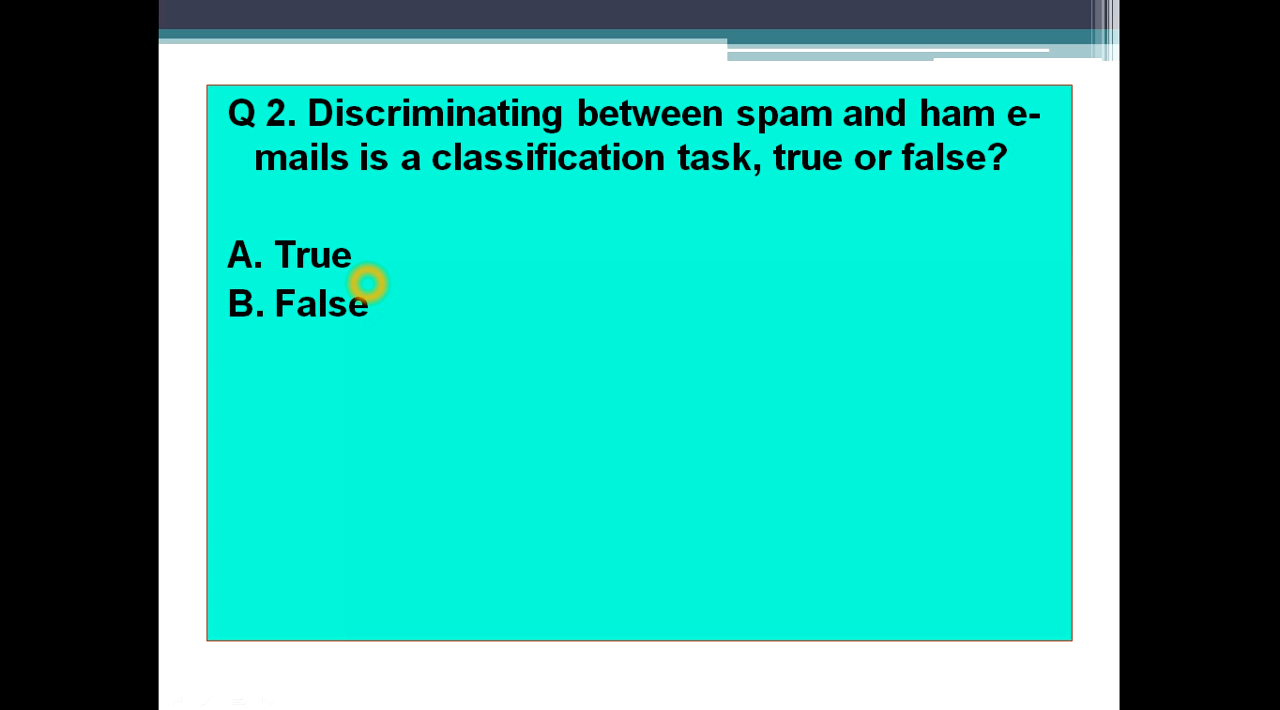 Q 2. Discriminating between spam and ham e-
mails is a classification task, true or false?
A. True
B. False